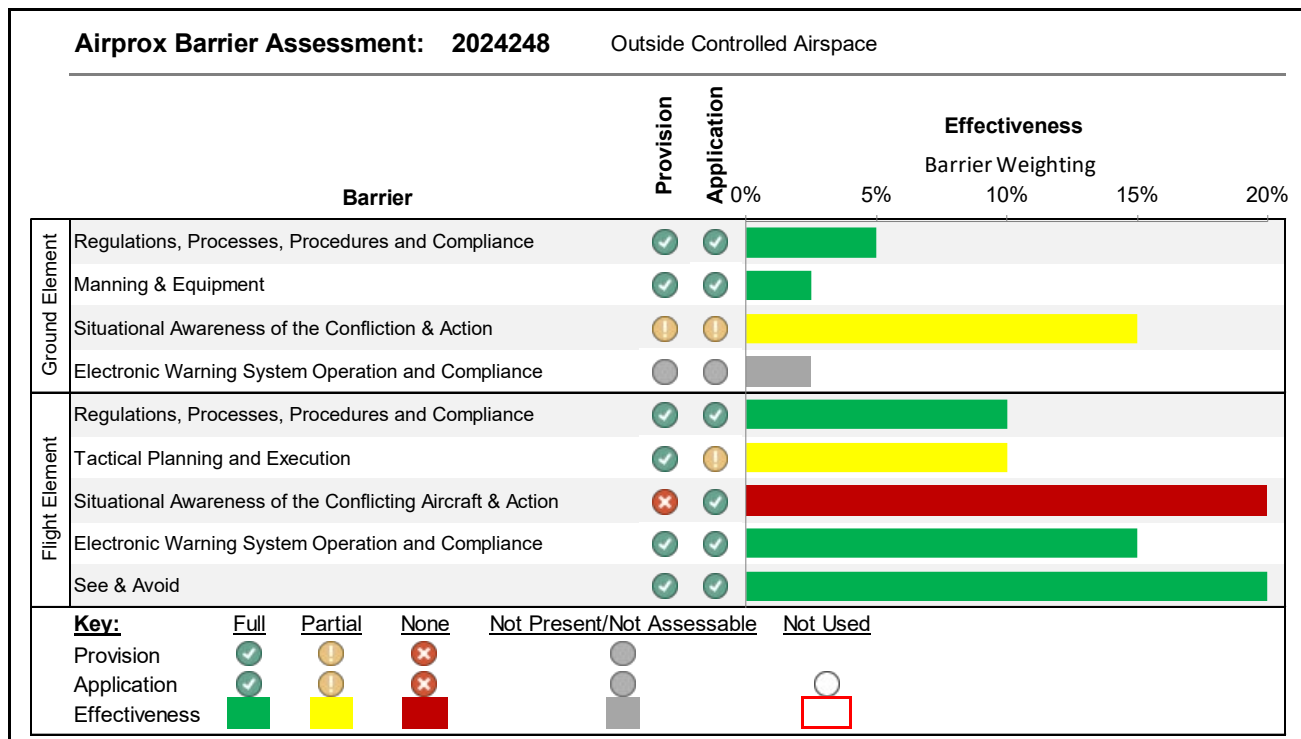 Airprox Barrier Assessment: 2024248 Outside Controlled Airspace
Provision
Application
Effectiveness
Barrier Weighting
Barrier
0% 5% 10% 15% 20%
Ground Element
Regulations, Processes, Procedures and Compliance
Manning & Equipment
Situational Awareness of the Confliction & Action
Electronic Warning System Operation and Compliance
Flight Element
Regulations, Processes, Procedures and Compliance
Tactical Planning and Execution
Situational Awareness of the Conflicting Aircraft & Action
Electronic Warning System Operation and Compliance
See & Avoid
Key: Full Partial None Not Present/Not Assessable Not Used
Provision
Application
Effectiveness